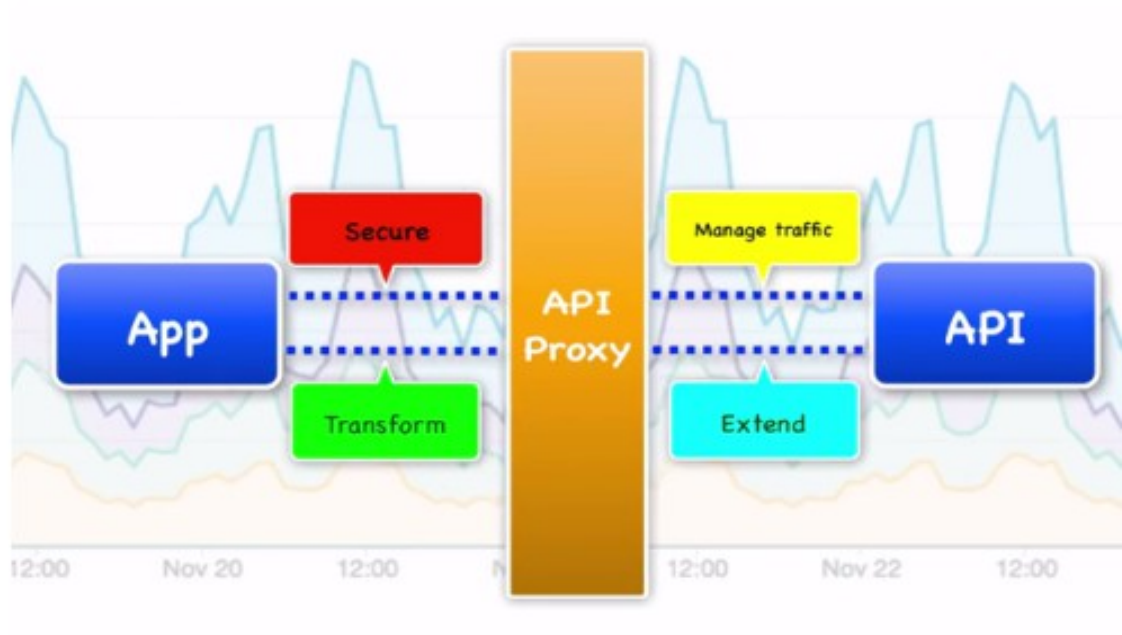 Secure
Manage traffic
App
API
Proxy
API
Transform
Extend
12:00
Nov 20
12:00
12:00
Nov 22
12:00